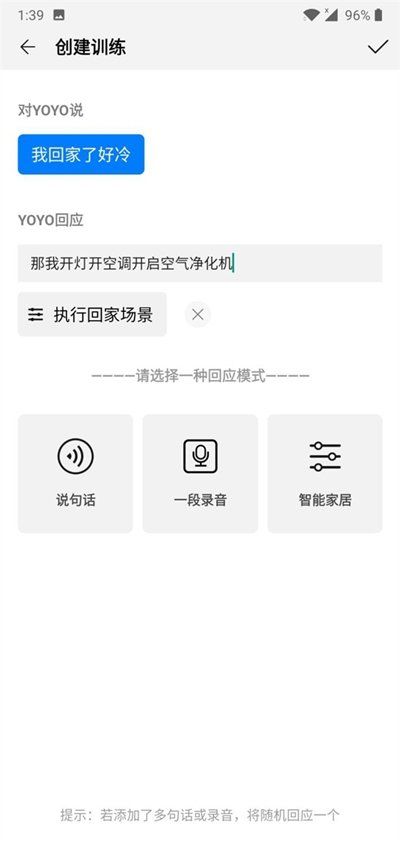 1:39
96%
创建训练
对YOYO说
我回家了好冷
YOYO回应
那我开灯开空调开启空气净化机
执行回家场景
————请选择一种回应模式————
说句话
一段录音
智能家居
提示：若添加了多句话或录音，将随机回应一个